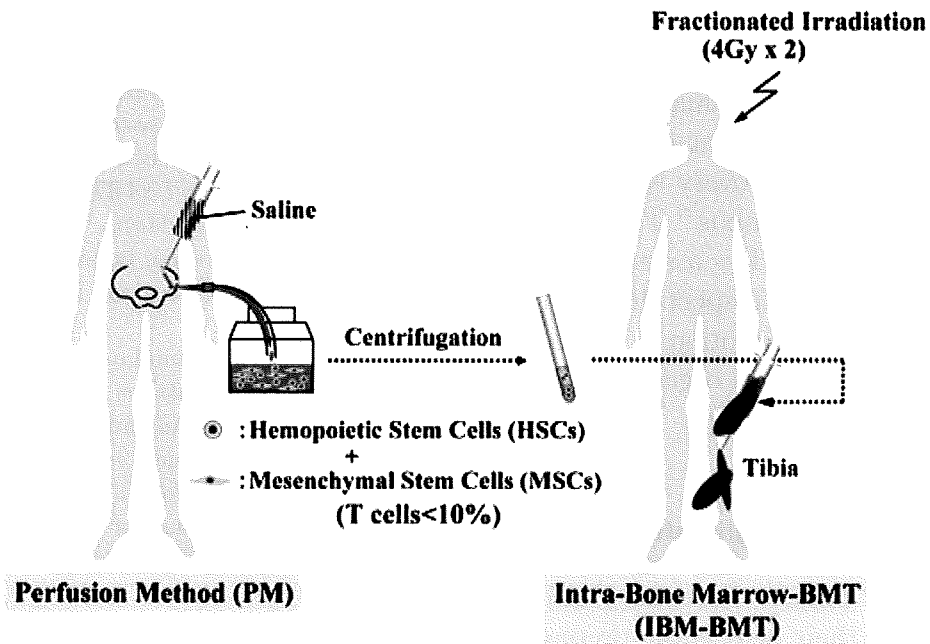 Fractionated Irradiation
(4Gy x 2)
Saline
Centrifugation
: Hemopoietic Stem Cells (HSCs)
+
: Mesenchymal Stem Cells (MSCs)
(T cells<10%)
Tibia
Perfusion Method (PM)
Intra-Bone Marrow-BMT
(IBM-BMT)